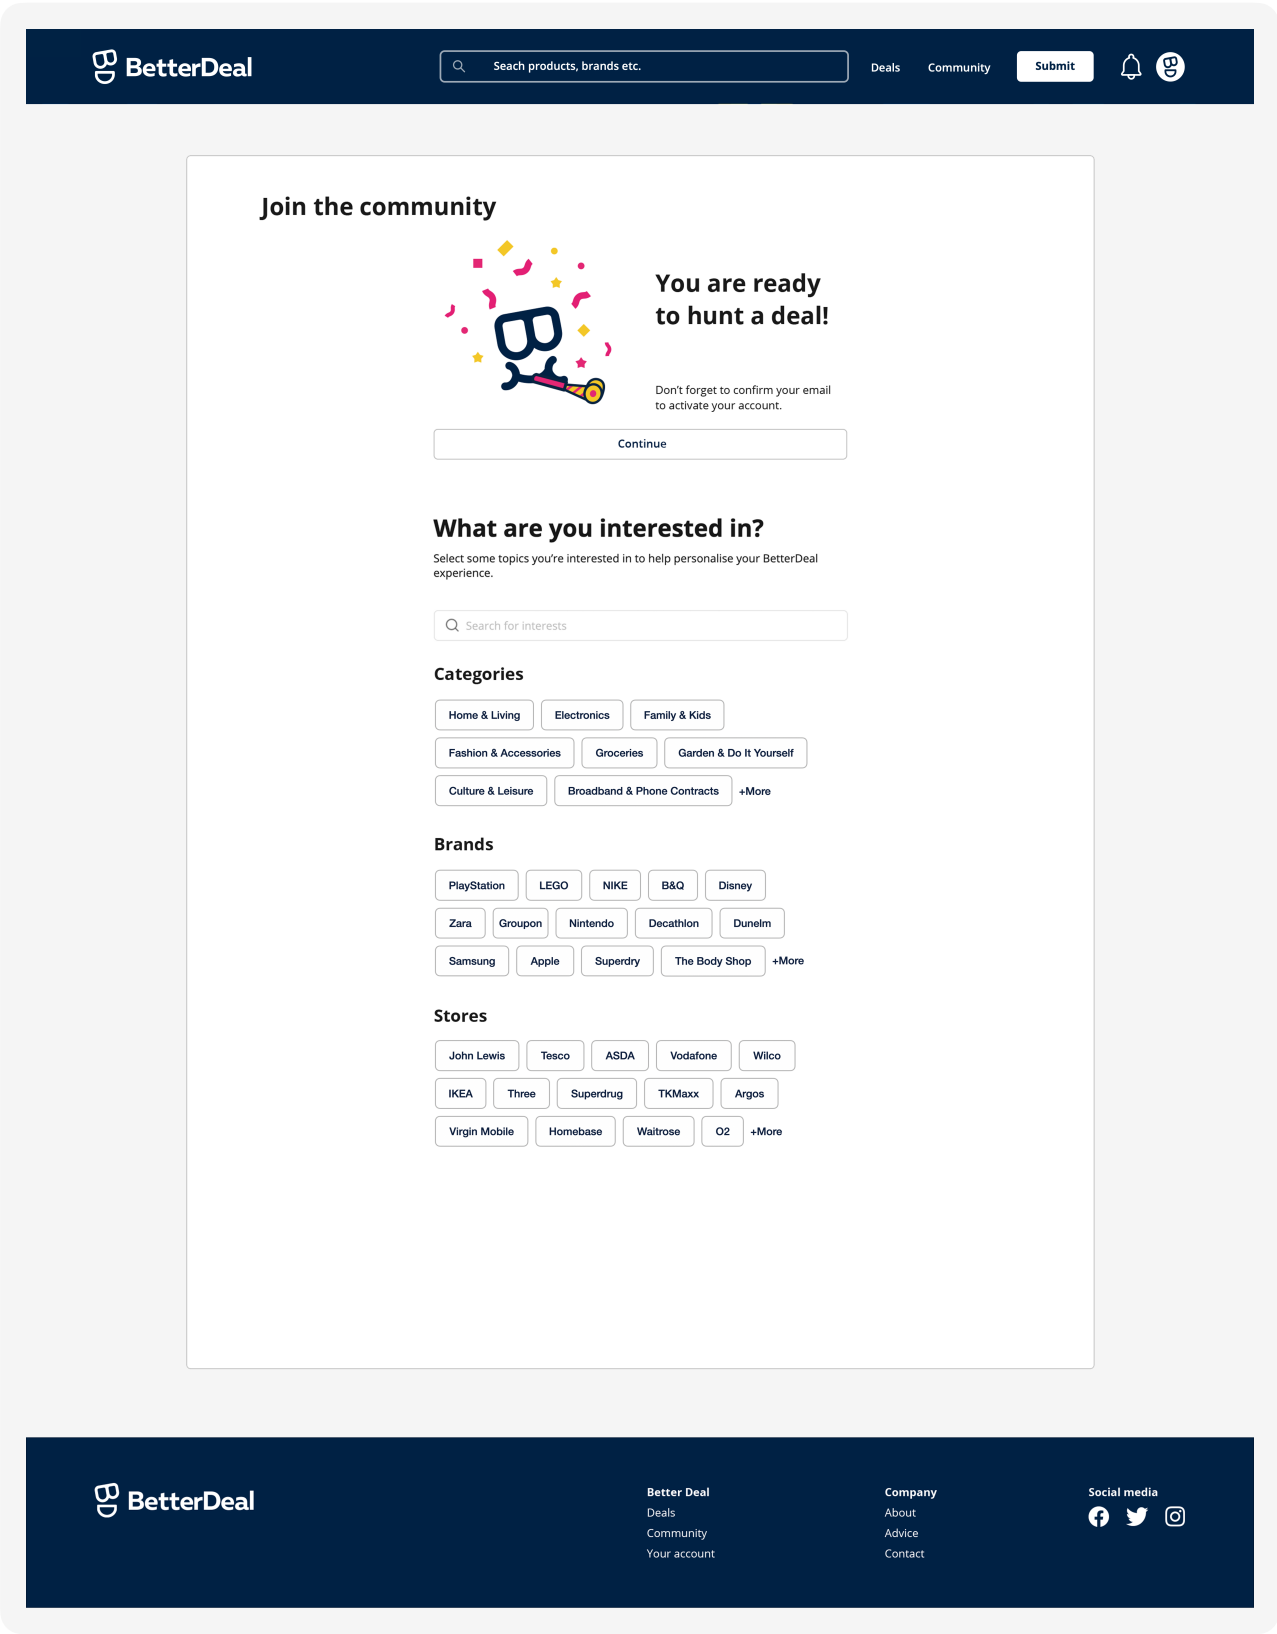 BetterDeal
Seach products, brands etc.
Deals
Community
Submit
Join the community
You are ready
to hunt a deal!
Don't forget to confirm your email
to activate your account.
Continue
What are you interested in?
Select some topics you're interested in to help personalise your BetterDeal
experience.
Search for interests
Categories
Home & Living
Electronics
Family & Kids
Fashion & Accessories
Groceries
Garden & Do It Yourself
Culture & Leisure
Broadband & Phone Contracts
+More
Brands
PlayStation
LEGO
NIKE
B&Q
Disney
Zara
Groupon
Nintendo
Decathlon
Dunelm
Samsung
Apple
Superdry
The Body Shop
+More
Stores
John Lewis
Tesco
ASDA
Vodafone
Wilco
IKEA
Three
Superdrug
TKMaxx
Argos
Virgin Mobile
Homebase
Waitrose
O2
+More
BetterDeal
Better Deal
Deals
Community
Your account
Company
About
Advice
Contact
Social media